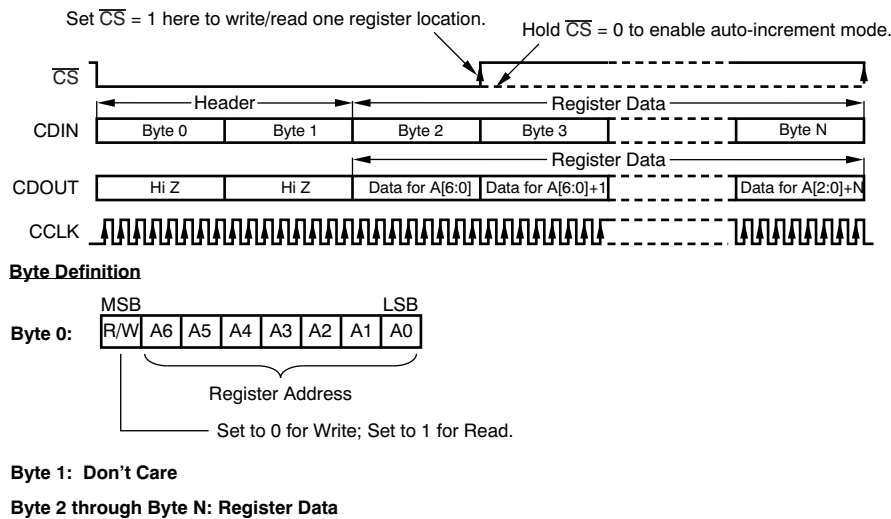 Set CS = 1 here to write/read one register location.
Hold CS = 0 to enable auto-increment mode.
CS
Header
Register Data
CDIN
Byte 0
Byte 1
Byte 2
Byte 3
Byte N
Register Data
CDOUT
Hi Z
Hi Z
Data for A[6:0]
Data for A[6:0]+1
Data for A[2:0]+N
CCLK
Byte Definition
MSB
LSB
Byte 0:
R/W
A6
A5
A4
A3
A2
A1
A0
Register Address
Set to 0 for Write; Set to 1 for Read.
Byte 1: Don't Care
Byte 2 through Byte N: Register Data